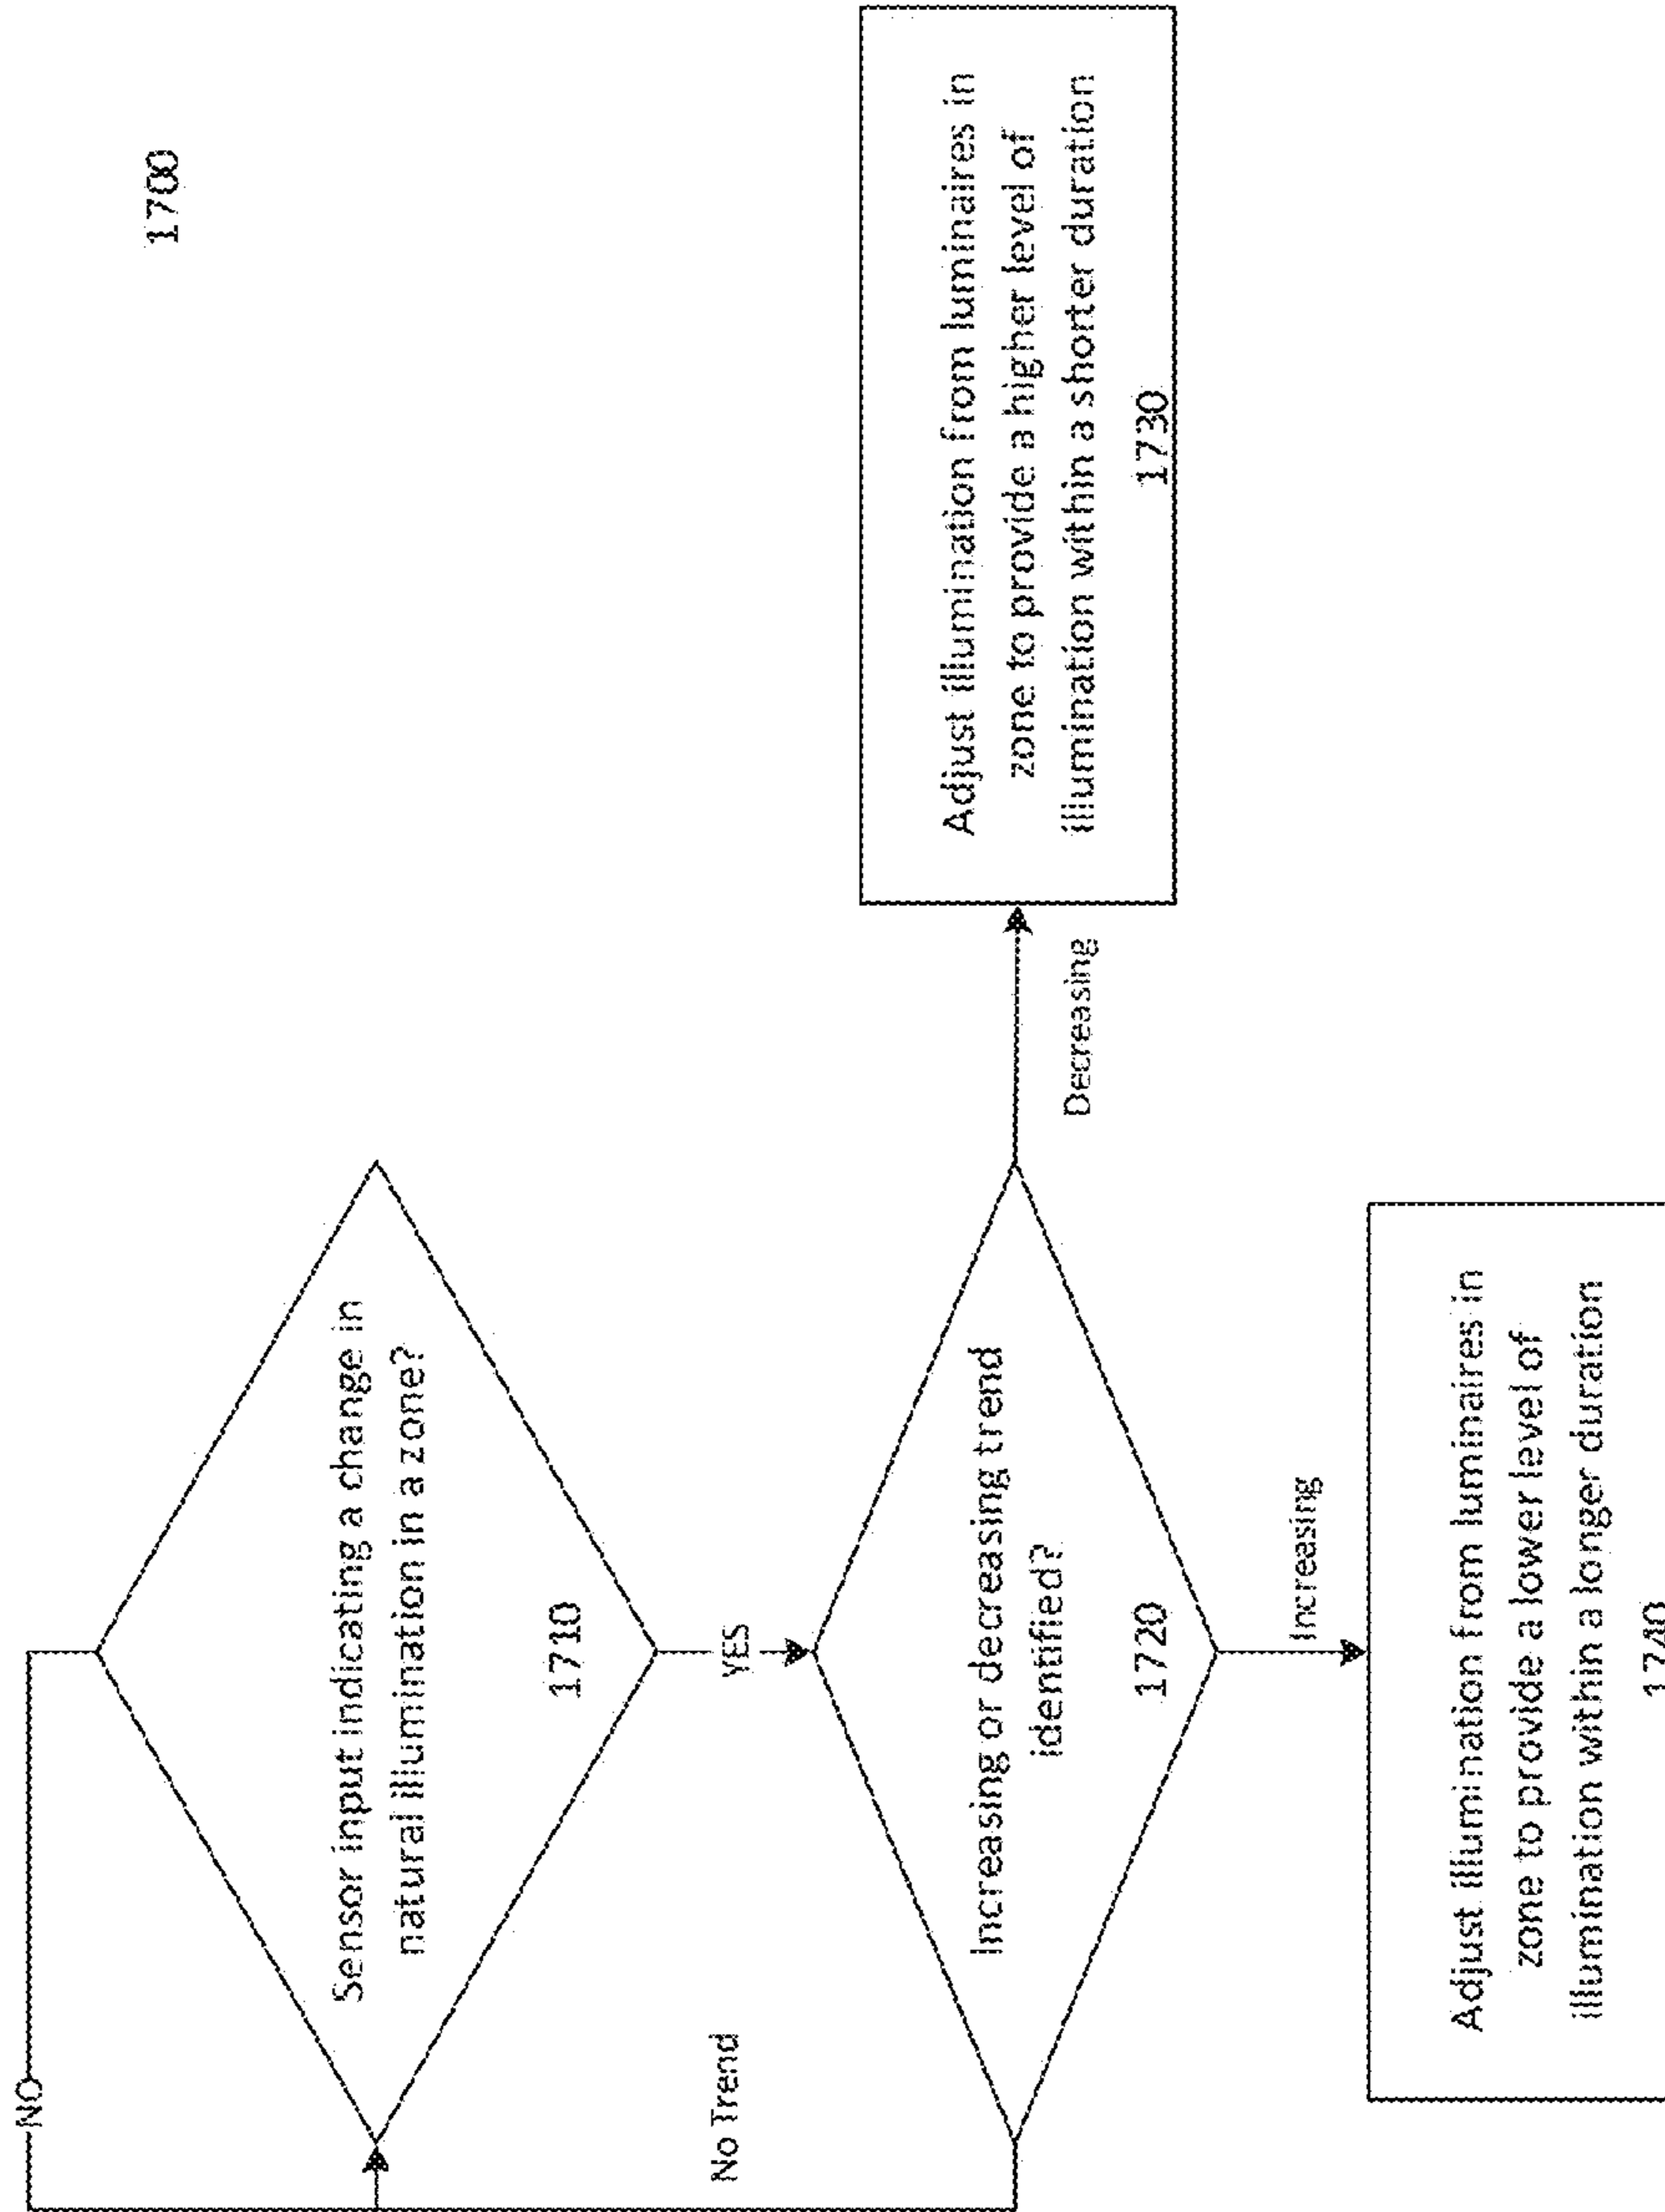 1700
NO
Sensor input indicating a change in
natural illumination in a zone?
1710
YES
No Trend
Increasing or decreasing trend
identified?
1720
Decreasing
Adjust illumination from luminaires in
zone to provide a higher level of
illumination within a shorter duration
1730
Increasing
Adjust illumination from luminaires in
zone to provide a lower level of
illumination within a longer duration
1740